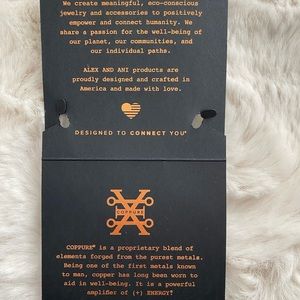 We create meaningful, eco-conscious
jewelry and accessories to positively
empower and connect humanity. We
share a passion for the well-being of
our planet, our communities, and
our individual paths.
ALEX AND ANI products are
proudly designed and crafted in
America and made with love.
DESIGNED TO CONNECT YOU®
COPPURE
COPPURE® is a proprietary blend of
elements forged from the purest metals.
Being one of the first metals known
to man, copper has long been worn to
aid in well-being. It is a powerful
amplifier of (+) ENERGY®